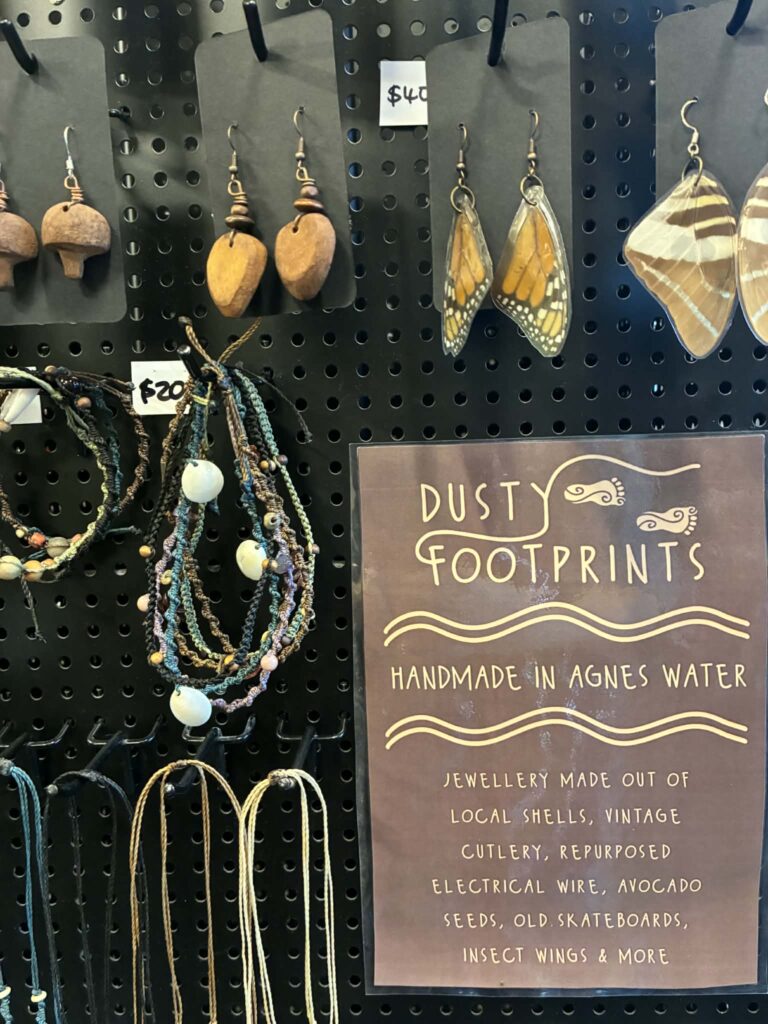 $40
$20
DUSTY
FOOTPRINTS
HANDMADE IN AGNES WATER
JEWELLERY MADE OUT OF
LOCAL SHELLS, VINTAGE
CUTLERY, REPURPOSED
ELECTRICAL WIRE, AVOCADO
SEEDS, OLD SKATEBOARDS,
INSECT WINGS & MORE